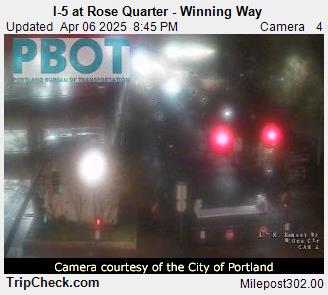 I-5 at Rose Quarter - Winning Way
Updated Apr 06 2025 8:45 PM Camera 4
PBOT
PORTLAND BUREAU OF TRANSPORTATION
Camera courtesy of the City of Portland
TripCheck.com Milepost302.00